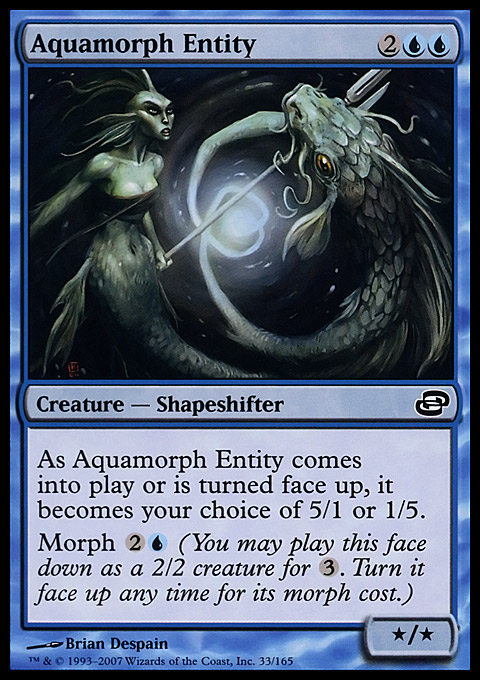 Aquamorph Entity 2
Creature — Shapeshifter
As Aquamorph Entity comes
into play or is turned face up, it
becomes your choice of 5/1 or 1/5.
Morph 2 (You may play this face
down as a 2/2 creature for 3. Turn it
face up any time for its morph cost.)
★/★
Brian Despain
™ & © 1993–2007 Wizards of the Coast, Inc. 33/165